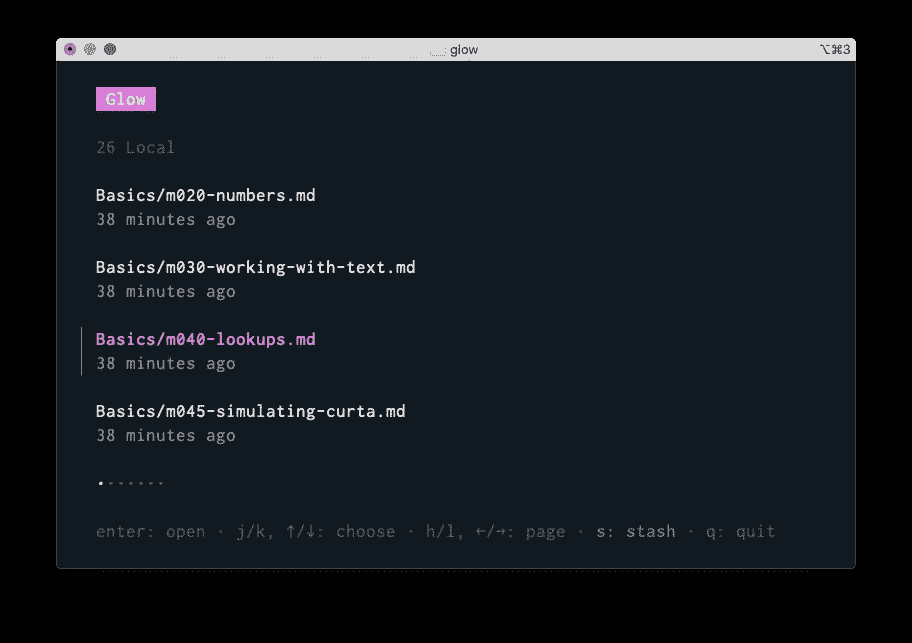 glow
⌥⌘3
Glow
26 Local
Basics/m020-numbers.md
38 minutes ago
Basics/m030-working-with-text.md
38 minutes ago
Basics/m040-lookups.md
38 minutes ago
Basics/m045-simulating-curta.md
38 minutes ago
enter: open · j/k, ↑/↓: choose · h/l, ←/→: page · s: stash · q: quit